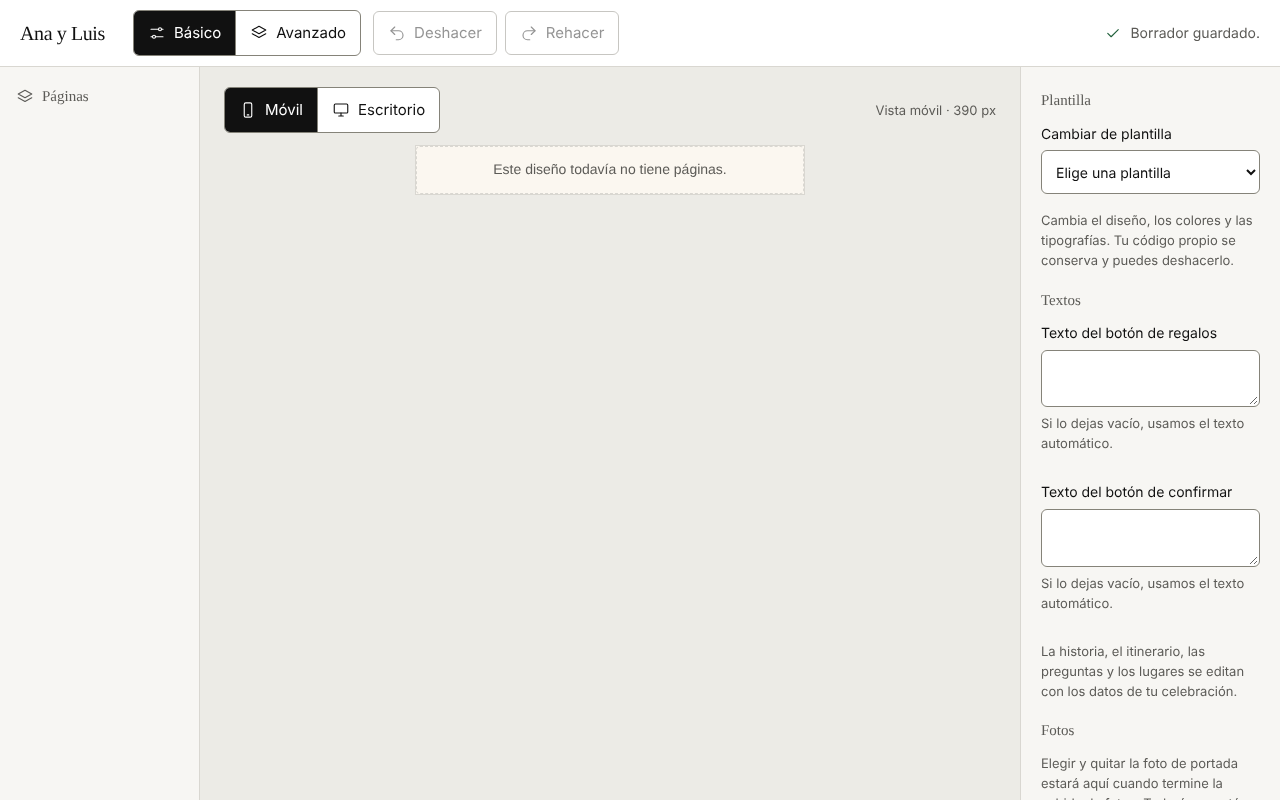 Ana y Luis
Básico
Avanzado
Deshacer
Rehacer
Borrador guardado.
Páginas
Móvil
Escritorio
Vista móvil · 390 px
Este diseño todavía no tiene páginas.
Plantilla
Cambiar de plantilla
Elige una plantilla
Cambia el diseño, los colores y las
tipografías. Tu código propio se
conserva y puedes deshacerlo.
Textos
Texto del botón de regalos
Si lo dejas vacío, usamos el texto
automático.
Texto del botón de confirmar
Si lo dejas vacío, usamos el texto
automático.
La historia, el itinerario, las
preguntas y los lugares se editan
con los datos de tu celebración.
Fotos
Elegir y quitar la foto de portada
estará aquí cuando termine la